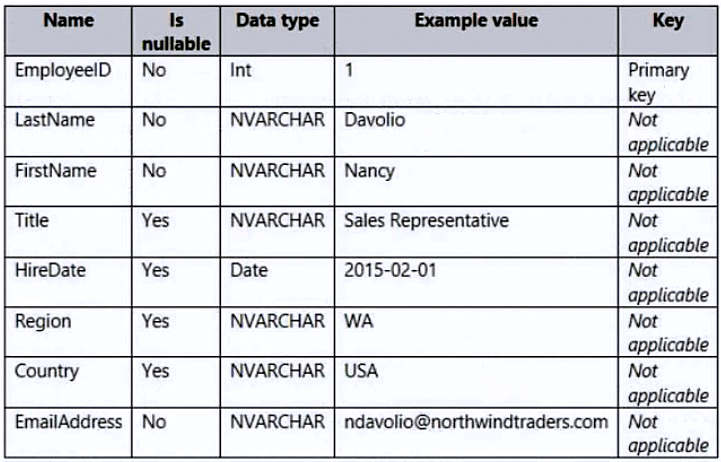 Name Is nullable Data type Example value Key
EmployeeID No Int 1 Primary key
LastName No NVARCHAR Davolio Not applicable
FirstName No NVARCHAR Nancy Not applicable
Title Yes NVARCHAR Sales Representative Not applicable
HireDate Yes Date 2015-02-01 Not applicable
Region Yes NVARCHAR WA Not applicable
Country Yes NVARCHAR USA Not applicable
EmailAddress No NVARCHAR ndavolio@northwindtraders.com Not applicable